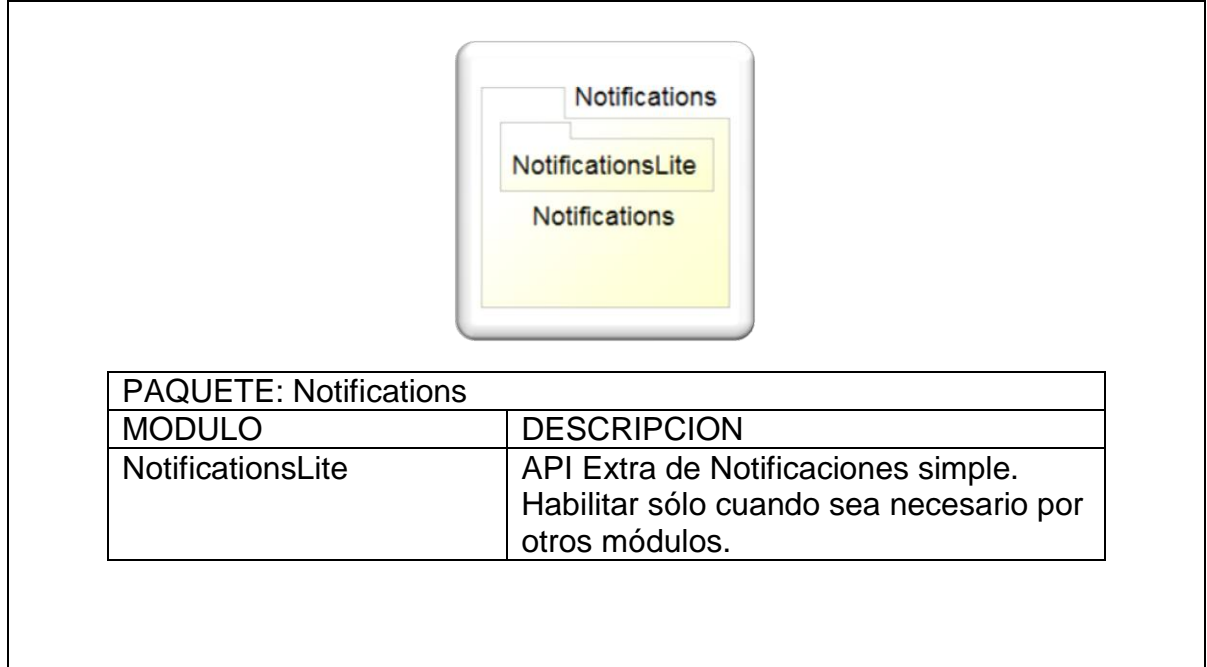 Notifications
NotificationsLite
Notifications
PAQUETE: Notifications
MODULO DESCRIPCION
NotificationsLite API Extra de Notificaciones simple.
Habilitar sólo cuando sea necesario por
otros módulos.